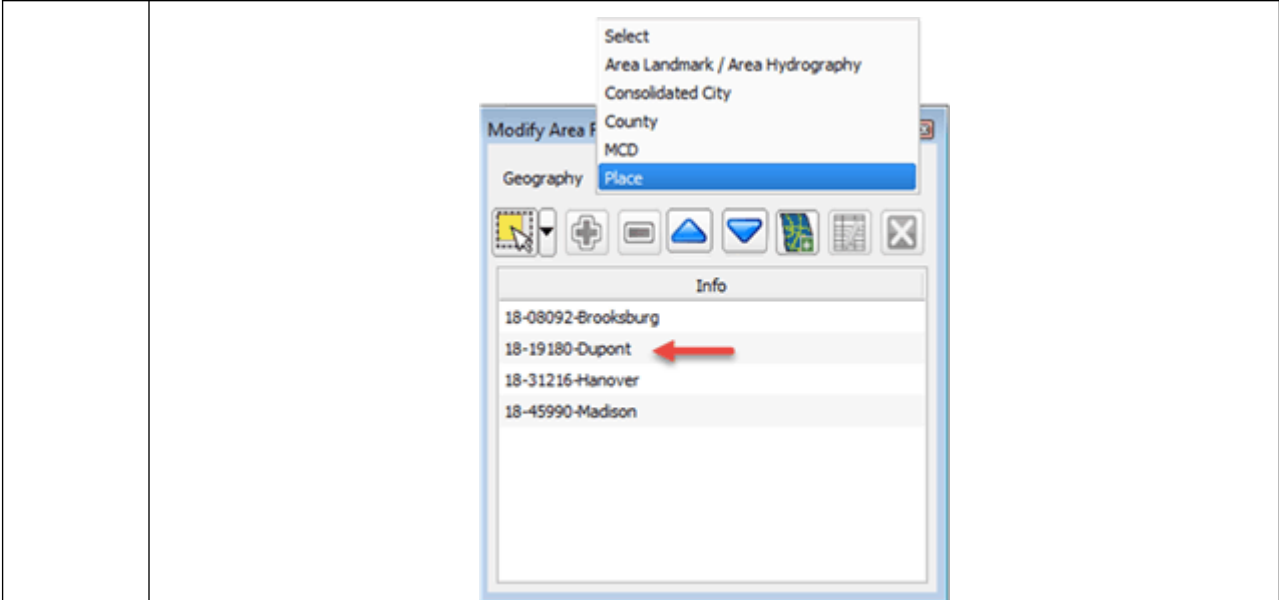 Select
Area Landmark / Area Hydrography
Consolidated City
County
MCD
Place
Modify Area
Geography
Info
18-08092-Brooksburg
18-19180-Dupont
18-31216-Hanover
18-45990-Madison